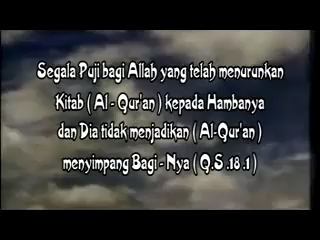 Segala Puji bagi Allah yang telah menurunkan
Kitab ( Al - Qur'an ) kepada Hambanya
dan Dia tidak menjadikan ( Al-Qur'an )
menyimpang Bagi - Nya ( Q.S .18 .1 )